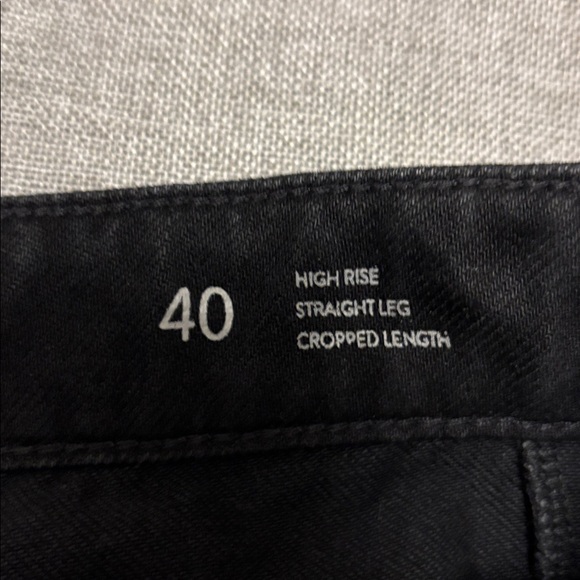 40
HIGH RISE
STRAIGHT LEG
CROPPED LENGTH